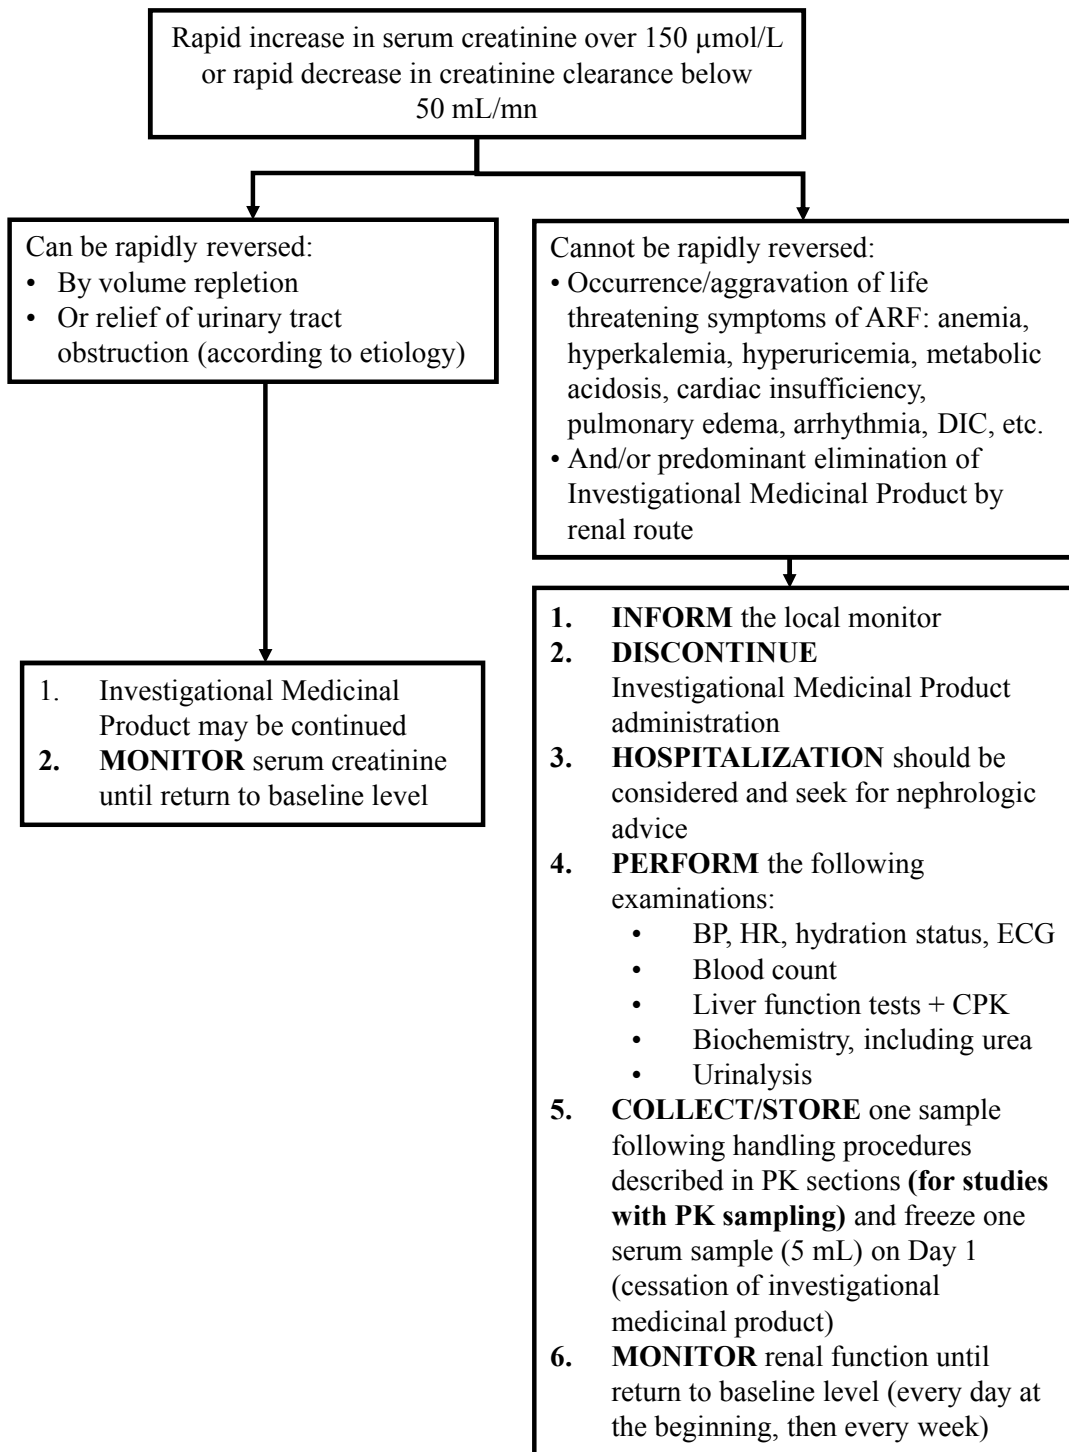 Rapid increase in serum creatinine over 150 µmol/L
or rapid decrease in creatinine clearance below
50 mL/mn
Can be rapidly reversed:
• By volume repletion
• Or relief of urinary tract
obstruction (according to etiology)
Cannot be rapidly reversed:
• Occurrence/aggravation of life
threatening symptoms of ARF: anemia,
hyperkalemia, hyperuricemia, metabolic
acidosis, cardiac insufficiency,
pulmonary edema, arrhythmia, DIC, etc.
• And/or predominant elimination of
Investigational Medicinal Product by
renal route
1. Investigational Medicinal
Product may be continued
2. MONITOR serum creatinine
until return to baseline level
1. INFORM the local monitor
2. DISCONTINUE
Investigational Medicinal Product
administration
3. HOSPITALIZATION should be
considered and seek for nephrologic
advice
4. PERFORM the following
examinations:
• BP, HR, hydration status, ECG
• Blood count
• Liver function tests + CPK
• Biochemistry, including urea
• Urinalysis
5. COLLECT/STORE one sample
following handling procedures
described in PK sections (for studies
with PK sampling) and freeze one
serum sample (5 mL) on Day 1
(cessation of investigational
medicinal product)
6. MONITOR renal function until
return to baseline level (every day at
the beginning, then every week)